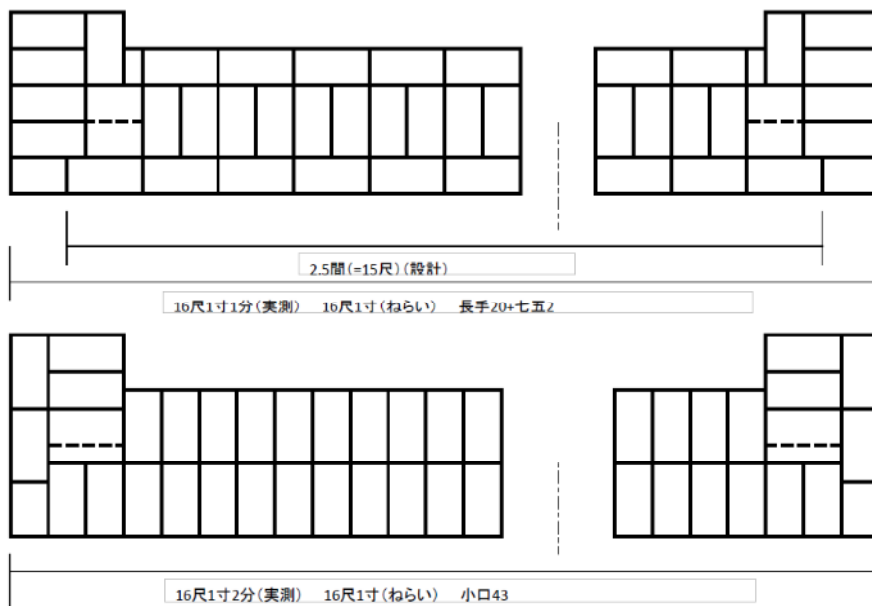 2.5間(=15尺)(設計)
16尺1寸1分(実測)　16尺1寸(ねらい)　長手20+七五2
16尺1寸2分(実測)　16尺1寸(ねらい)　小口43